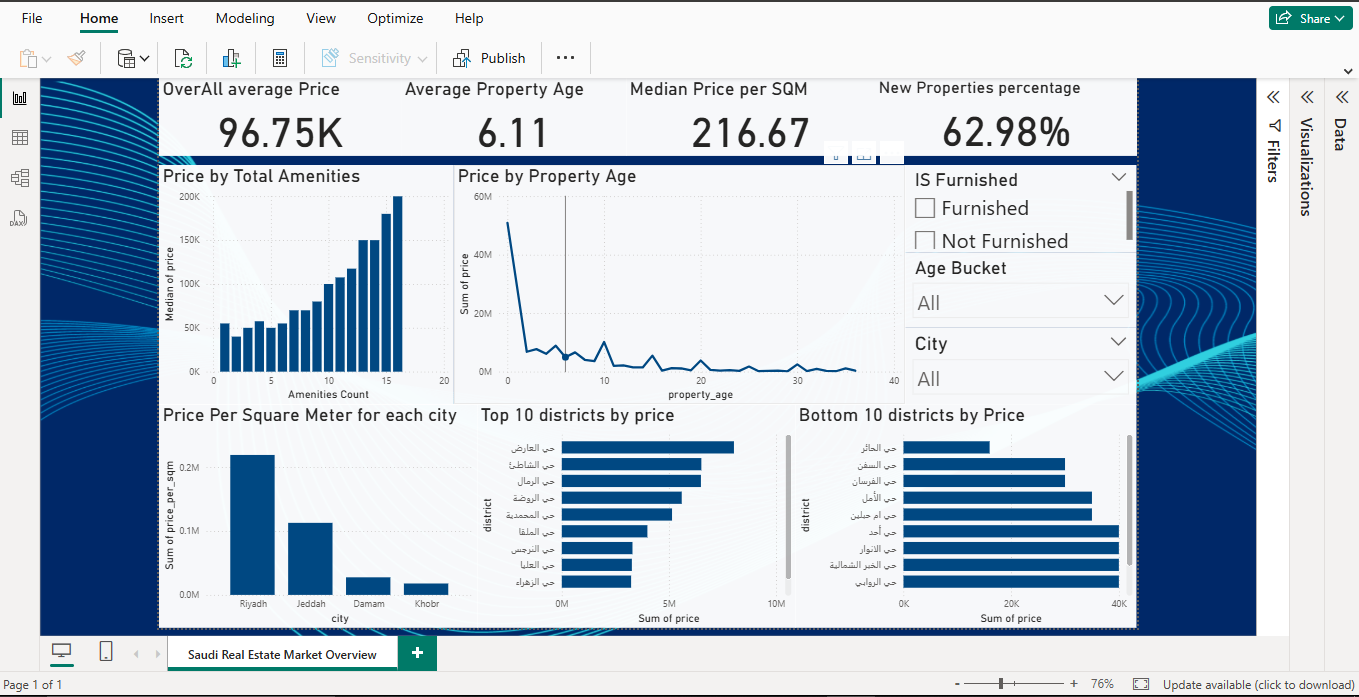 File Home Insert Modeling View Optimize Help Share
Sensitivity Publish
OverAll average Price
96.75K
Average Property Age
6.11
Median Price per SQM
216.67
New Properties percentage
62.98%
Price by Total Amenities
Median of price
200K
150K
100K
50K
0K
0 5 10 15 20
Amenities Count
Price by Property Age
Sum of price
60M
40M
20M
0M
0 10 20 30 40
property_age
IS Furnished
Furnished
Not Furnished
Age Bucket
All
City
All
Filters
Visualizations
Data
Price Per Square Meter for each city
Sum of price_per_sqm
0.2M
0.1M
0.0M
Riyadh Jeddah Damam Khobr
city
Top 10 districts by price
district
حي العارض
حي الشاطئ
حي الرمال
حي الروضة
حي المحمدية
حي الملقا
حي النرجس
حي العليا
حي الزهراء
0M 5M 10M
Sum of price
Bottom 10 districts by Price
district
حي الحائر
حي السفن
حي الفرسان
حي الأمل
حي ام حبلين
حي أحد
حي الانوار
حي الخبر الشمالية
حي الروابي
0K 20K 40K
Sum of price
DAX
Saudi Real Estate Market Overview
Page 1 of 1
- + 76% Update available (click to download)